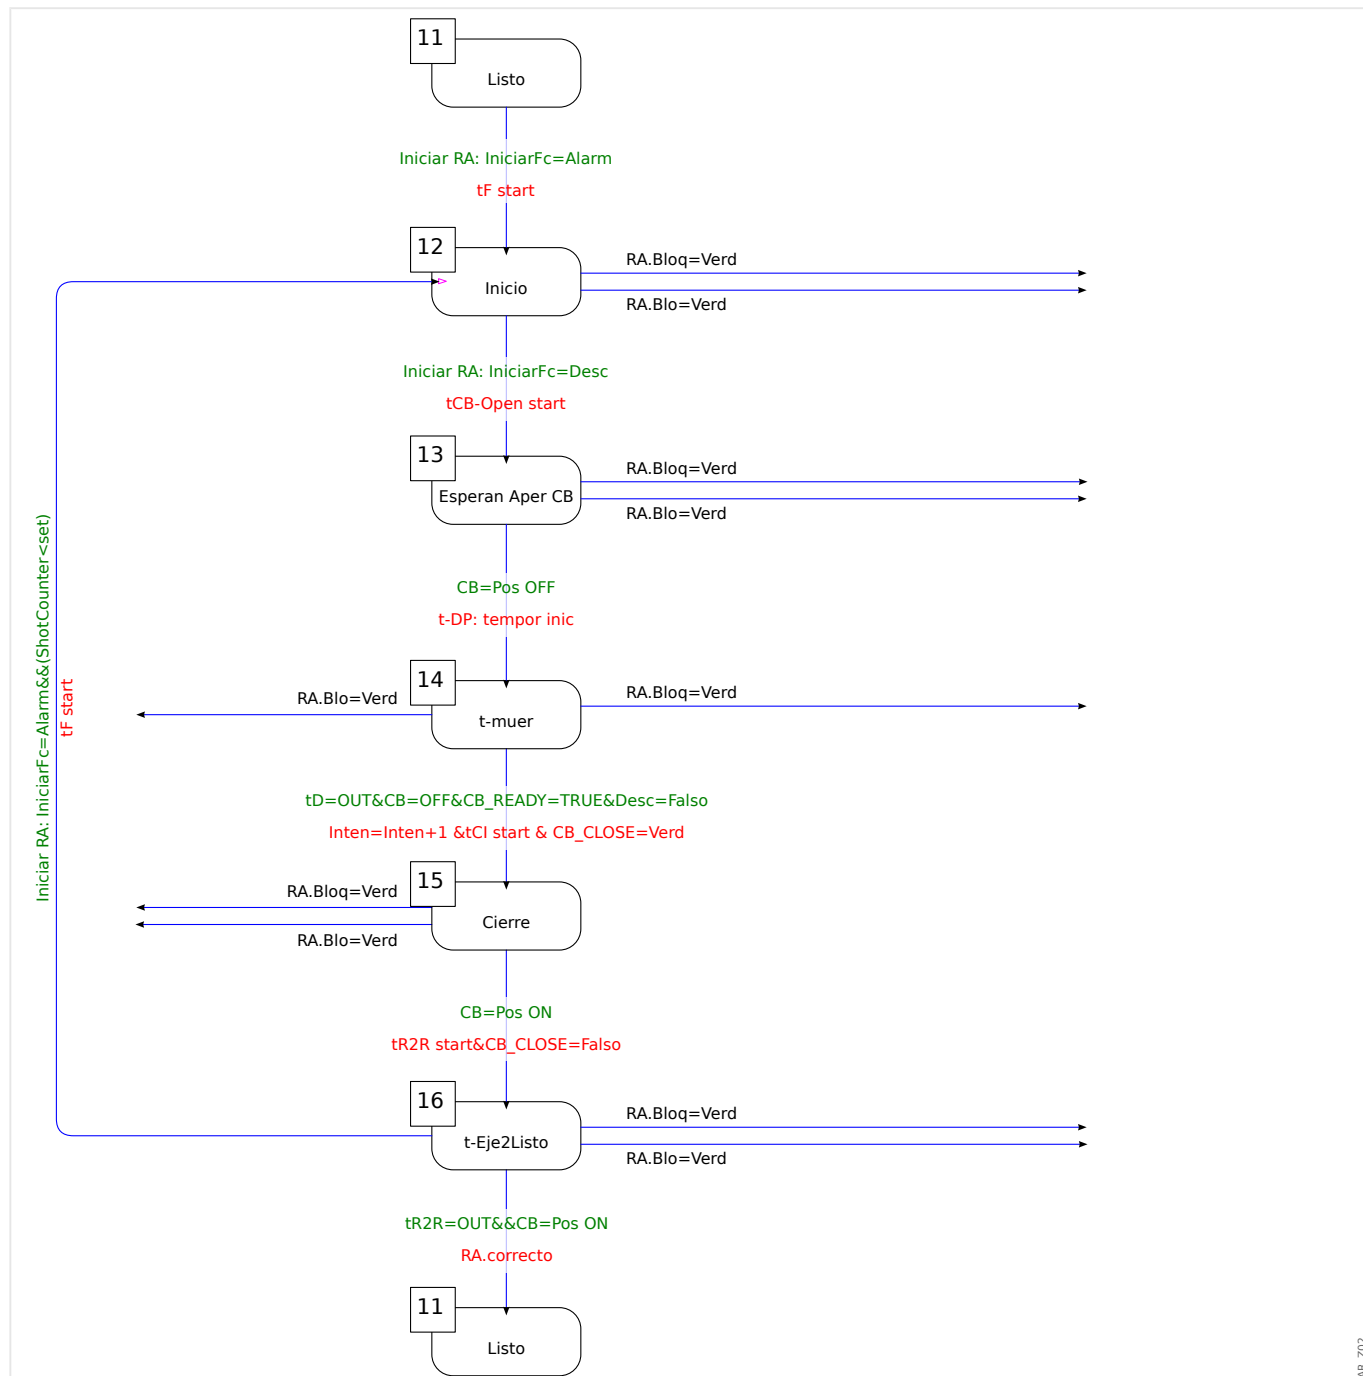 11
Listo
Iniciar RA: IniciarFc=Alarm
tF start
12
Inicio
RA.Bloq=Verd
RA.Blo=Verd
Iniciar RA: IniciarFc=Desc
tCB-Open start
13
Esperan Aper CB
RA.Bloq=Verd
RA.Blo=Verd
Iniciar RA: IniciarFc=Alarm&&(ShotCounter<set)
tF start
CB=Pos OFF
t-DP: tempor inic
14
t-muer
RA.Blo=Verd
RA.Bloq=Verd
tD=OUT&CB=OFF&CB_READY=TRUE&Desc=Falso
Inten=Inten+1 &tCI start & CB_CLOSE=Verd
15
Cierre
RA.Bloq=Verd
RA.Blo=Verd
CB=Pos ON
tR2R start&CB_CLOSE=Falso
16
t-Eje2Listo
RA.Bloq=Verd
RA.Blo=Verd
tR2R=OUT&&CB=Pos ON
RA.correcto
11
Listo
AR_Z02